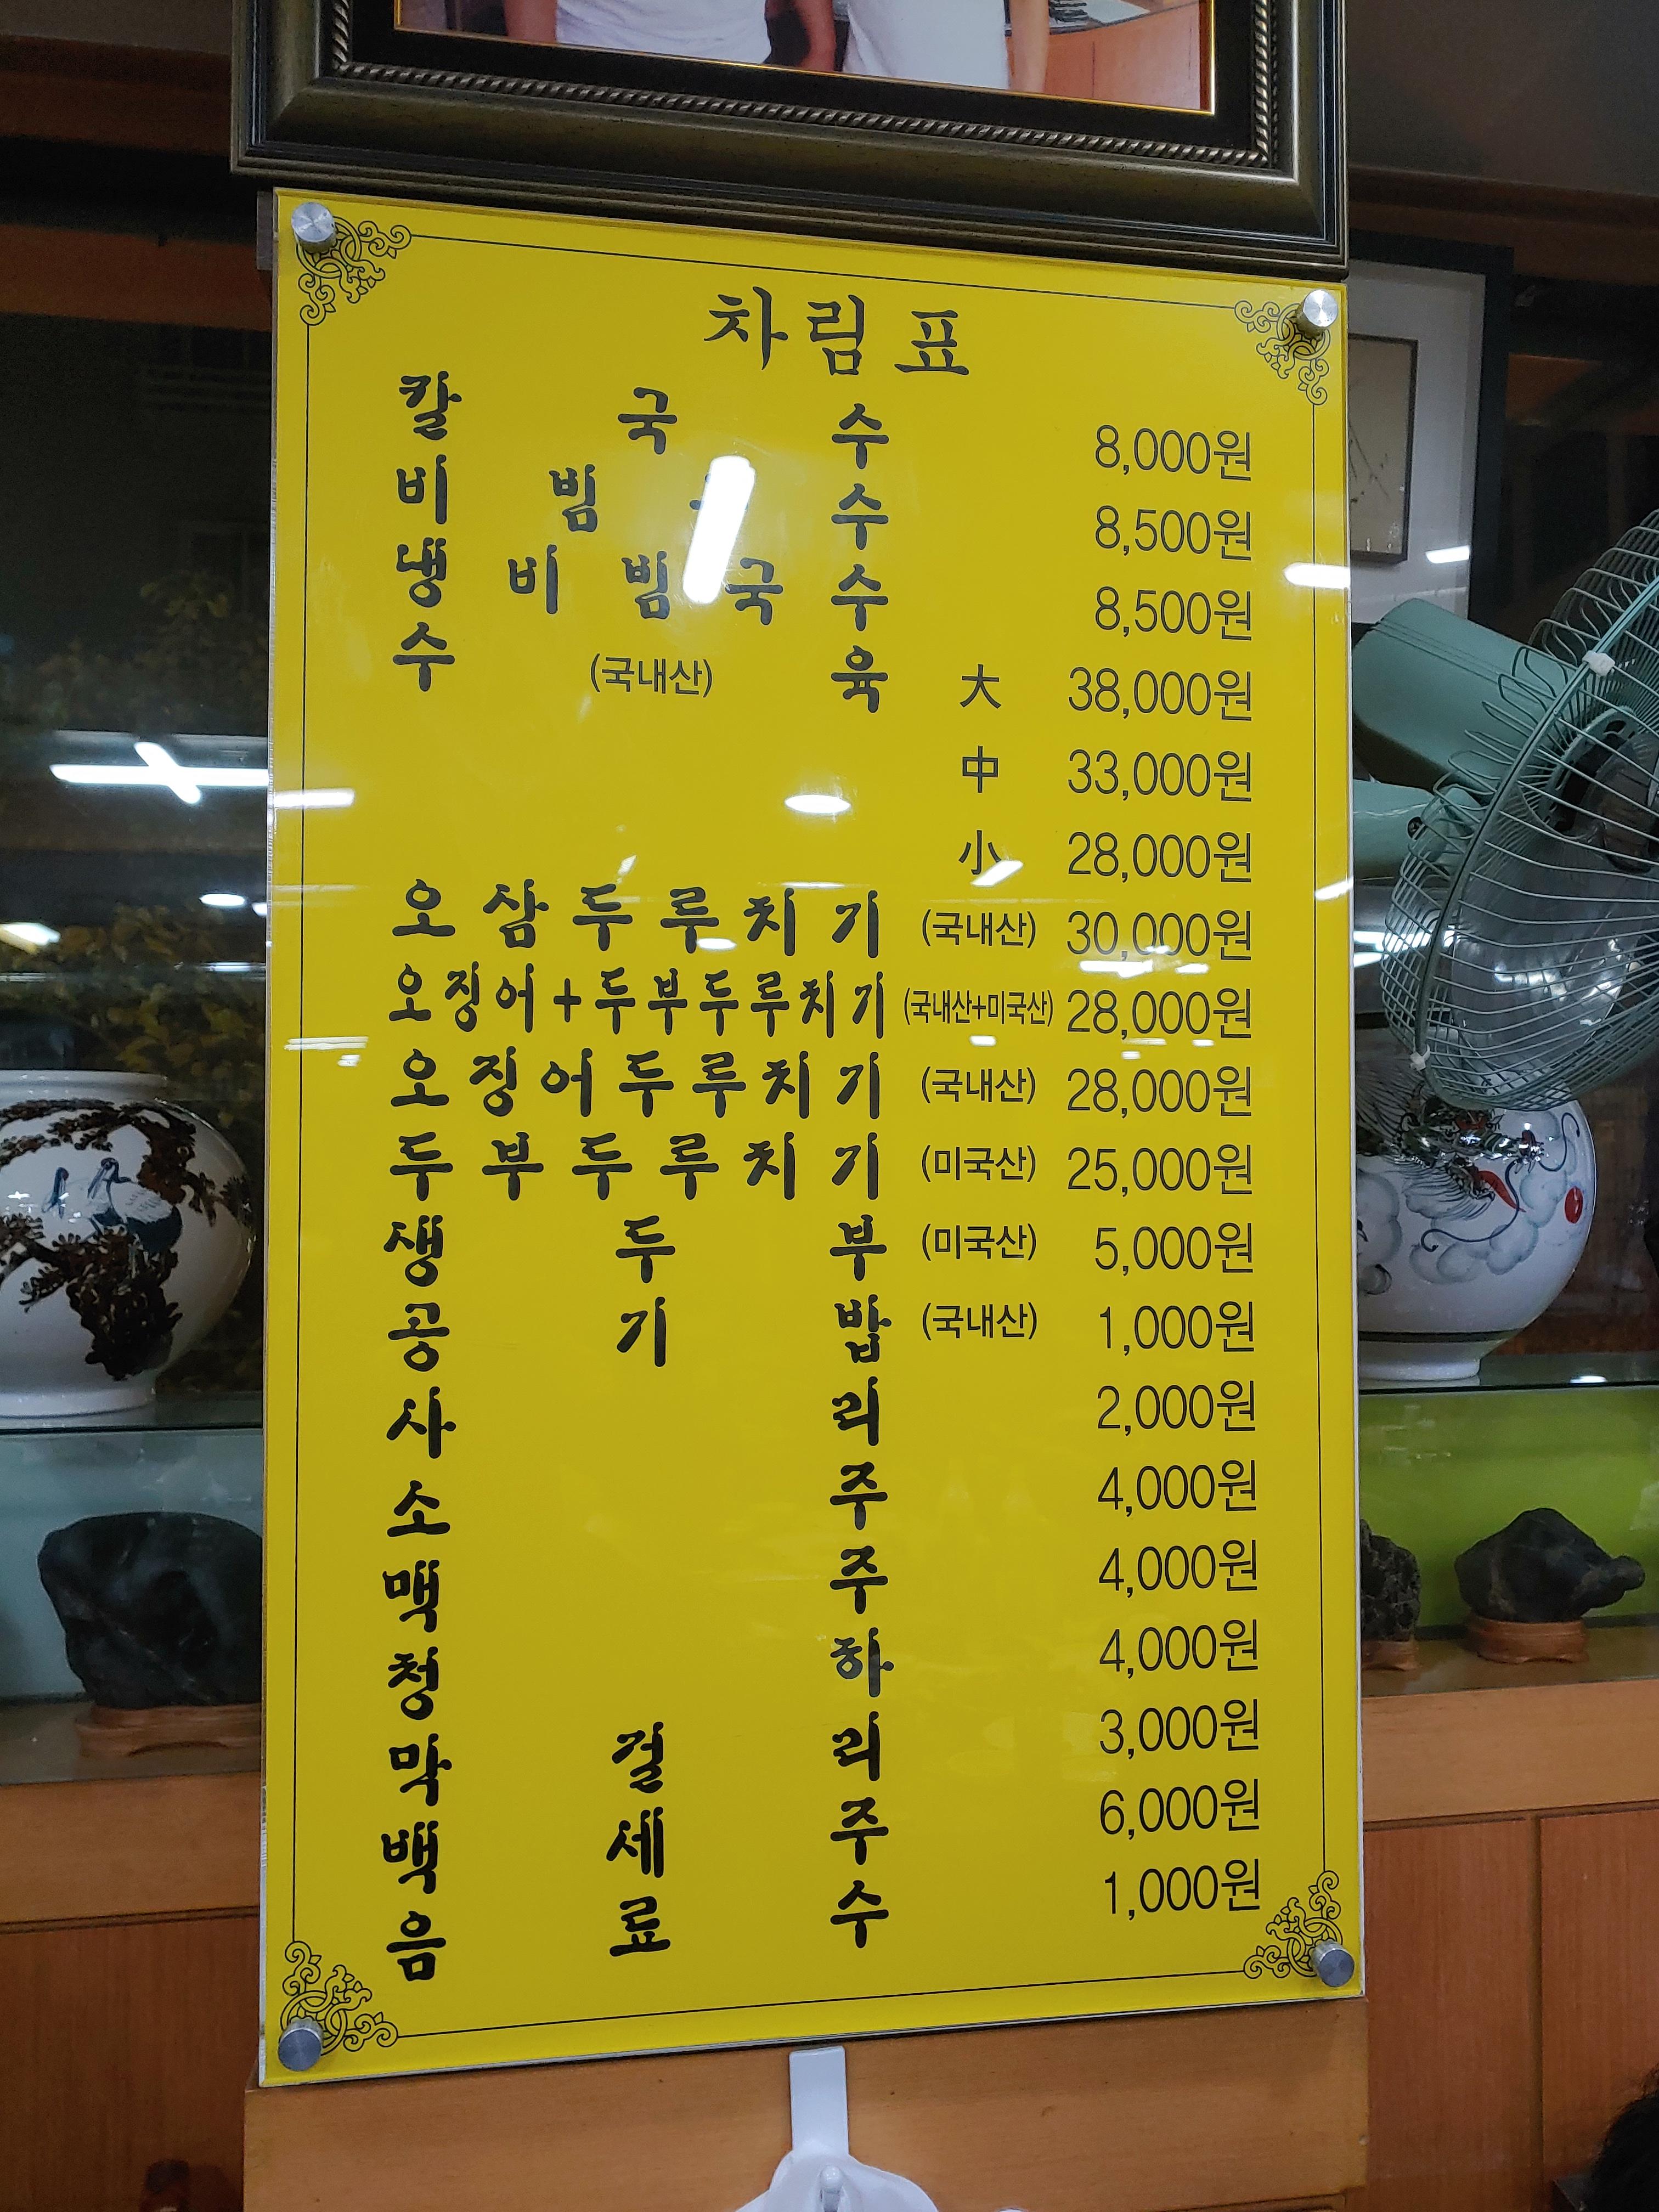 차림표
칼국수 8,000원
비빔국수 8,500원
냉비빔국수 8,500원
수(국내산)육 大 38,000원
中 33,000원
小 28,000원
오삼두루치기 (국내산) 30,000원
오징어+두부두루치기 (국내산+미국산) 28,000원
오징어두루치기 (국내산) 28,000원
두부두루치기 (미국산) 25,000원
생두부 (미국산) 5,000원
공기밥 (국내산) 1,000원
사리 2,000원
소주 4,000원
맥주 4,000원
청하 4,000원
막걸리 3,000원
백세주 6,000원
음료수 1,000원